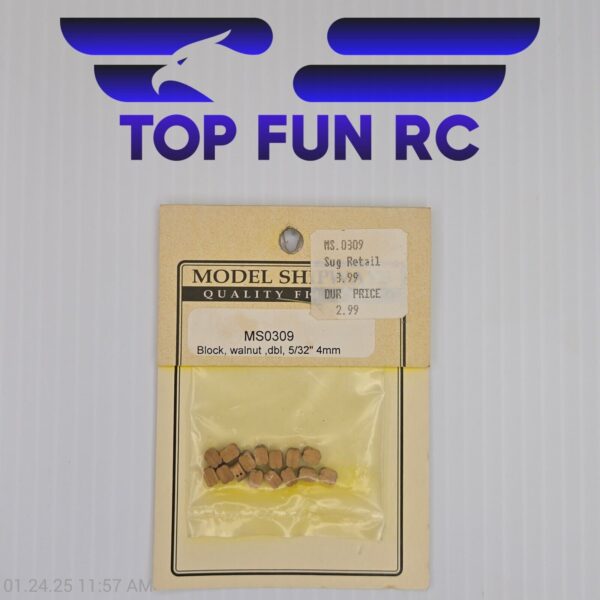 TOP FUN RC
MS.0309
Sug Retail
3.99
OUR PRICE
2.99
MODEL
QUALITY
MS0309
Block, walnut ,dbl, 5/32" 4mm
01.24.25 11:57 AM